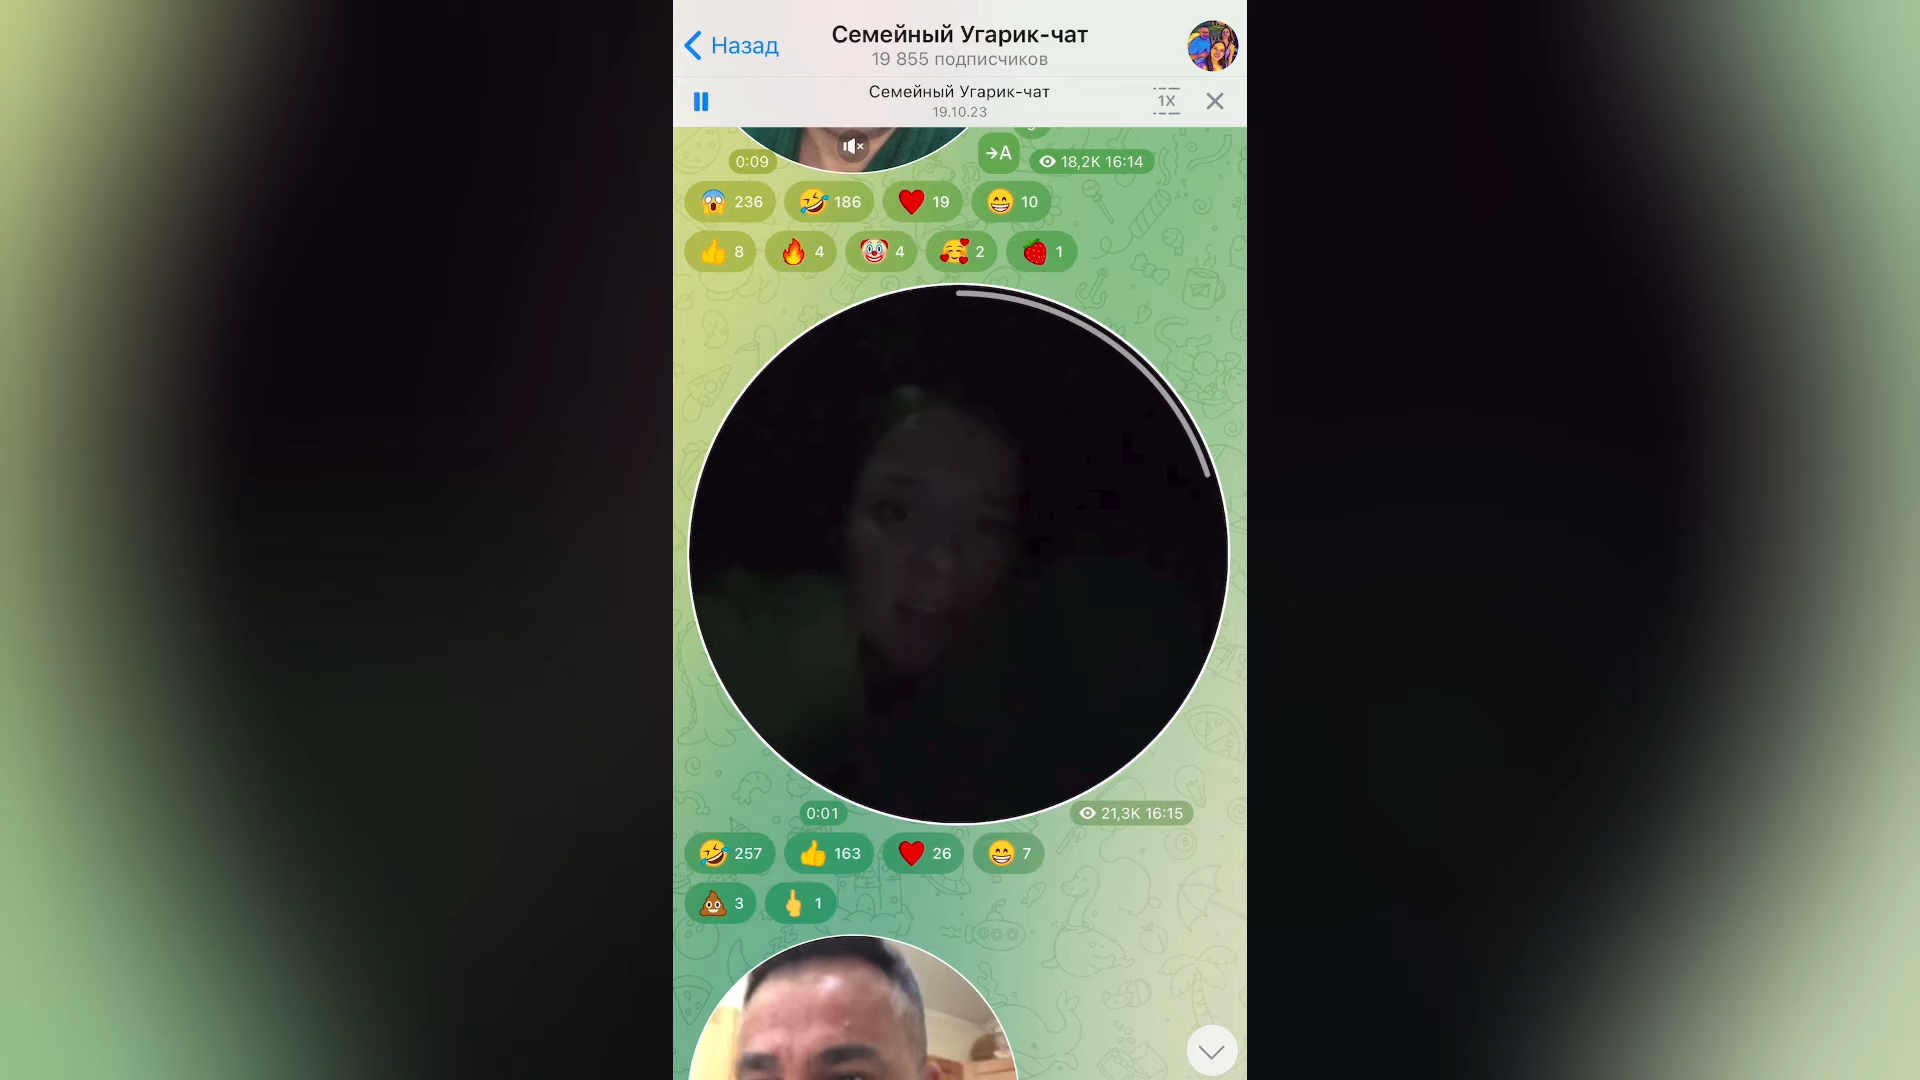 Назад
Семейный Угарик-чат
19 855 подписчиков
Семейный Угарик-чат
19.10.23
1X
0:09
→A
18,2K 16:14
236
186
19
10
8
4
4
2
1
0:01
21,3K 16:15
257
163
26
7
3
1